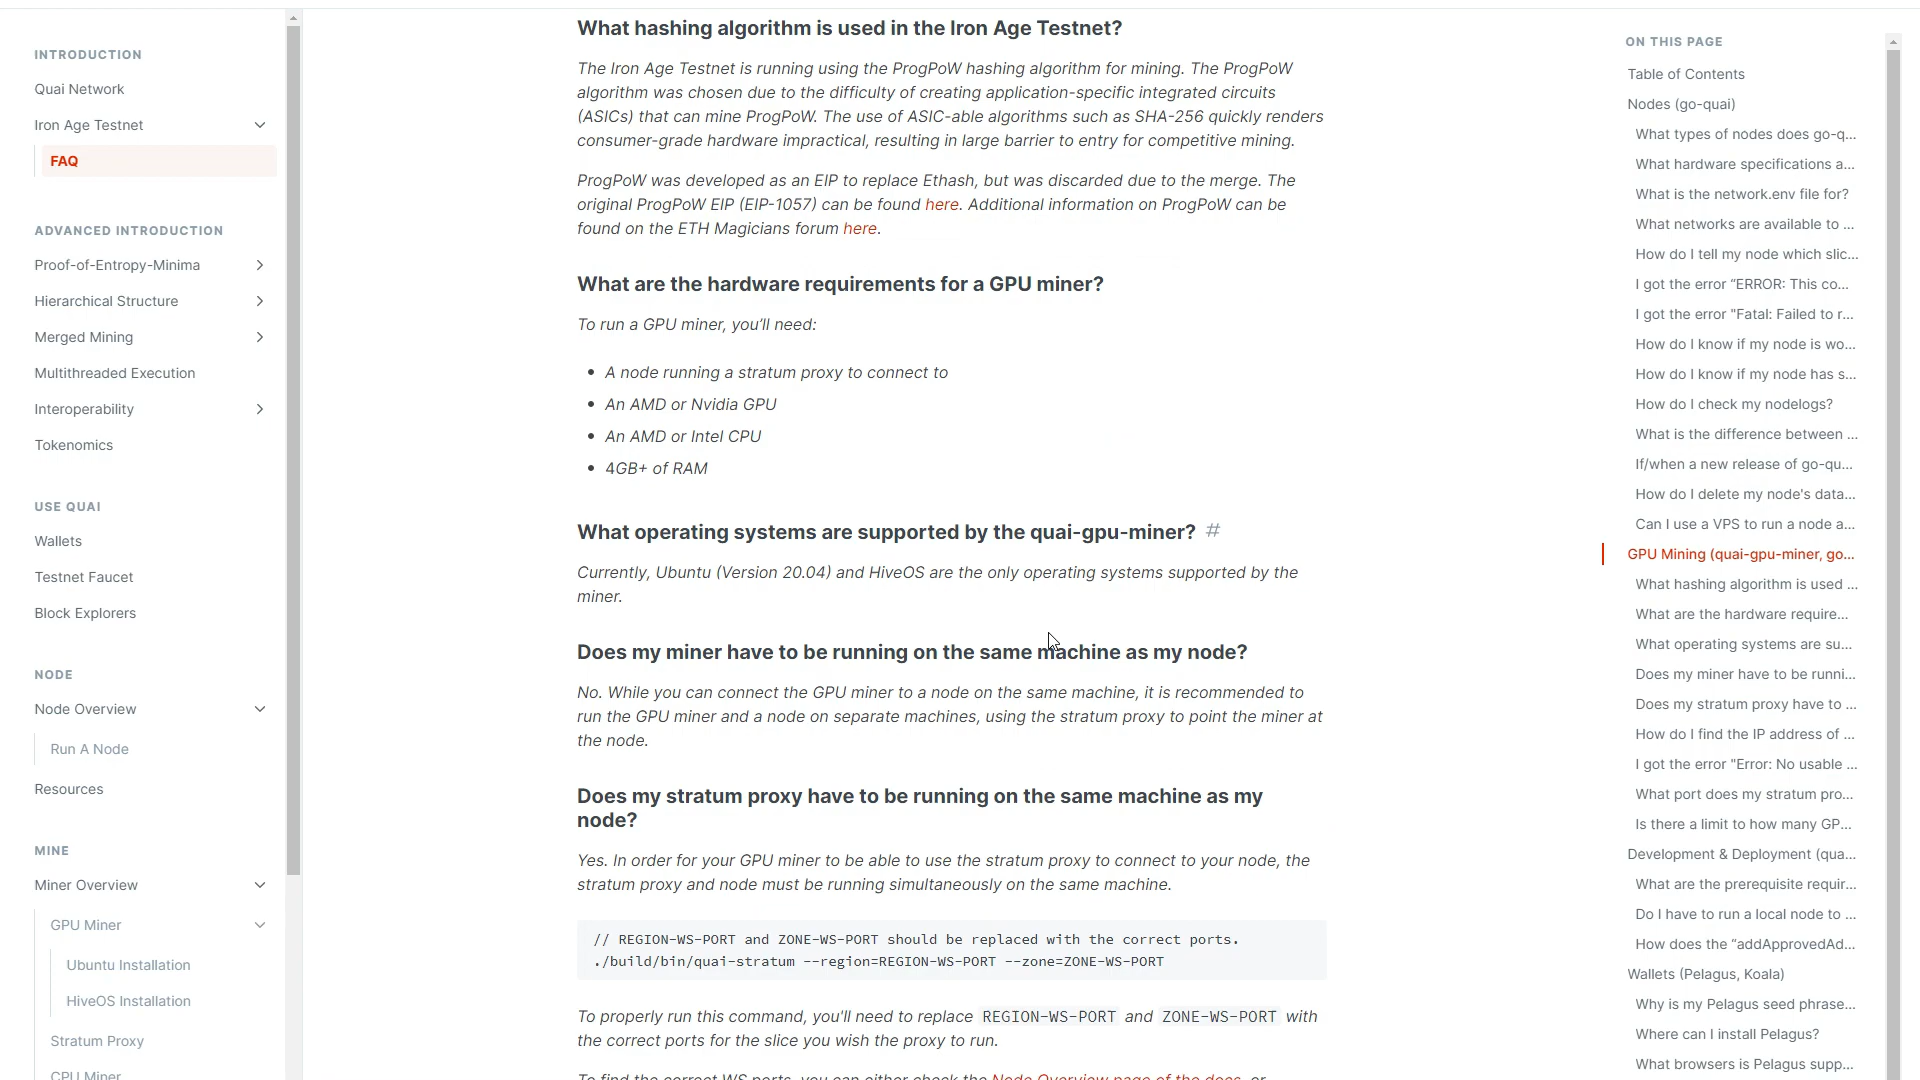 INTRODUCTION
Quai Network
Iron Age Testnet
FAQ
ADVANCED INTRODUCTION
Proof-of-Entropy-Minima
Hierarchical Structure
Merged Mining
Multithreaded Execution
Interoperability
Tokenomics
USE QUAI
Wallets
Testnet Faucet
Block Explorers
NODE
Node Overview
Run A Node
Resources
MINE
Miner Overview
GPU Miner
Ubuntu Installation
HiveOS Installation
Stratum Proxy
CPU Miner
What hashing algorithm is used in the Iron Age Testnet?
The Iron Age Testnet is running using the ProgPoW hashing algorithm for mining. The ProgPoW
algorithm was chosen due to the difficulty of creating application-specific integrated circuits
(ASICs) that can mine ProgPoW. The use of ASIC-able algorithms such as SHA-256 quickly renders
consumer-grade hardware impractical, resulting in large barrier to entry for competitive mining.
ProgPoW was developed as an EIP to replace Ethash, but was discarded due to the merge. The
original ProgPoW EIP (EIP-1057) can be found here. Additional information on ProgPoW can be
found on the ETH Magicians forum here.
What are the hardware requirements for a GPU miner?
To run a GPU miner, you'll need:
• A node running a stratum proxy to connect to
• An AMD or Nvidia GPU
• An AMD or Intel CPU
• 4GB+ of RAM
What operating systems are supported by the quai-gpu-miner? #
Currently, Ubuntu (Version 20.04) and HiveOS are the only operating systems supported by the
miner.
Does my miner have to be running on the same machine as my node?
No. While you can connect the GPU miner to a node on the same machine, it is recommended to
run the GPU miner and a node on separate machines, using the stratum proxy to point the miner at
the node.
Does my stratum proxy have to be running on the same machine as my
node?
Yes. In order for your GPU miner to be able to use the stratum proxy to connect to your node, the
stratum proxy and node must be running simultaneously on the same machine.
// REGION-WS-PORT and ZONE-WS-PORT should be replaced with the correct ports.
./build/bin/quai-stratum --region=REGION-WS-PORT --zone=ZONE-WS-PORT
To properly run this command, you'll need to replace REGION-WS-PORT and ZONE-WS-PORT with
the correct ports for the slice you wish the proxy to run.
To find the correct WS ports, you can either check the Node Overview page of the docs, or
ON THIS PAGE
Table of Contents
Nodes (go-quai)
What types of nodes does go-q...
What hardware specifications a...
What is the network.env file for?
What networks are available to ...
How do I tell my node which slic...
I got the error “ERROR: This co...
I got the error "Fatal: Failed to r...
How do I know if my node is wo...
How do I know if my node has s...
How do I check my nodelogs?
What is the difference between ...
If/when a new release of go-qu...
How do I delete my node's data...
Can I use a VPS to run a node a...
GPU Mining (quai-gpu-miner, go...
What hashing algorithm is used ...
What are the hardware require...
What operating systems are su...
Does my miner have to be runni...
Does my stratum proxy have to ...
How do I find the IP address of ...
I got the error "Error: No usable ...
What port does my stratum pro...
Is there a limit to how many GP...
Development & Deployment (qua...
What are the prerequisite requir...
Do I have to run a local node to ...
How does the “addApprovedAd...
Wallets (Pelagus, Koala)
Why is my Pelagus seed phrase...
Where can I install Pelagus?
What browsers is Pelagus supp...